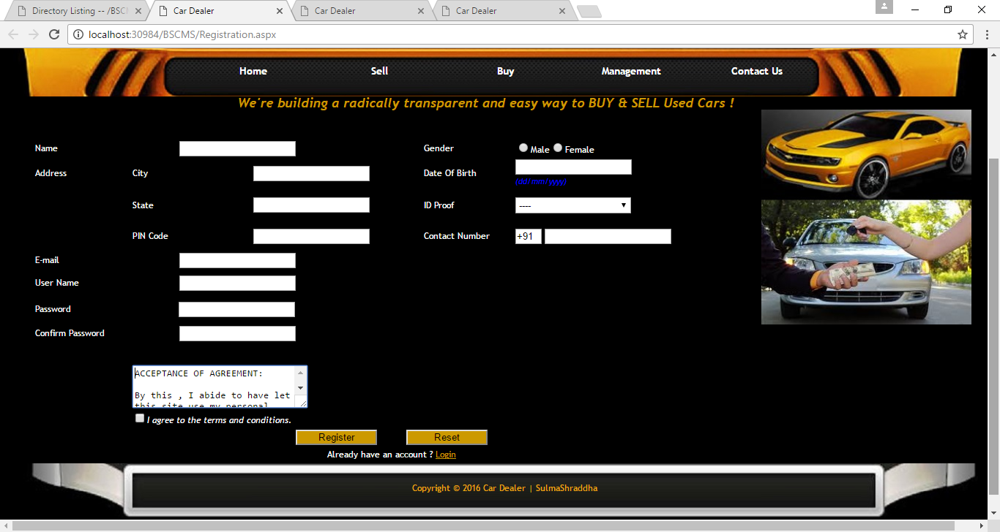 Directory Listing -- /BSC
Car Dealer
Car Dealer
Car Dealer
localhost:30984/BSCMS/Registration.aspx
Home Sell Buy Management Contact Us
We're building a radically transparent and easy way to BUY & SELL Used Cars !
Name
Gender Male Female
Address City
Date Of Birth
(dd/mm/yyyy)
State
ID Proof ----
PIN Code
Contact Number +91
E-mail
User Name
Password
Confirm Password
ACCEPTANCE OF AGREEMENT:
By this , I abide to have let
this site use my personal
I agree to the terms and conditions.
Register Reset
Already have an account ? Login
Copyright © 2016 Car Dealer | SulmaShraddha